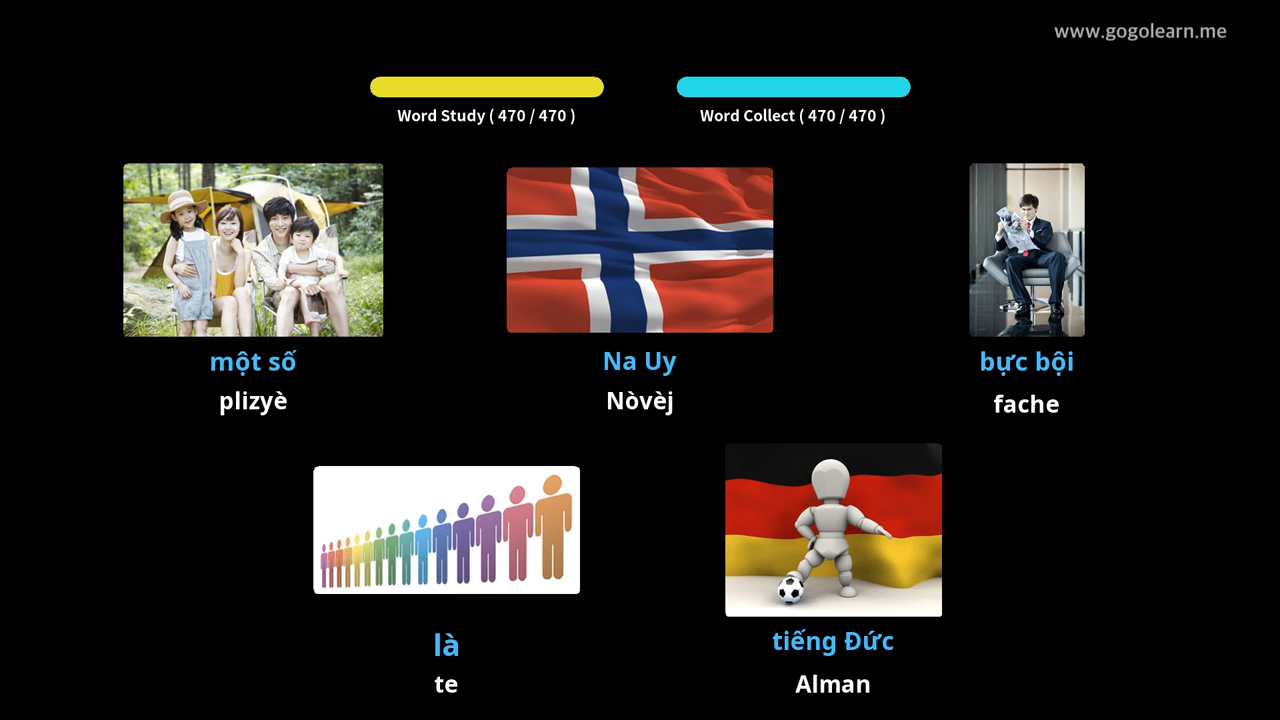 www.gogolearn.me
Word Study ( 470 / 470 )
Word Collect ( 470 / 470 )
một số
plizyè
Na Uy
Nòvèj
bực bội
fache
là
te
tiếng Đức
Alman